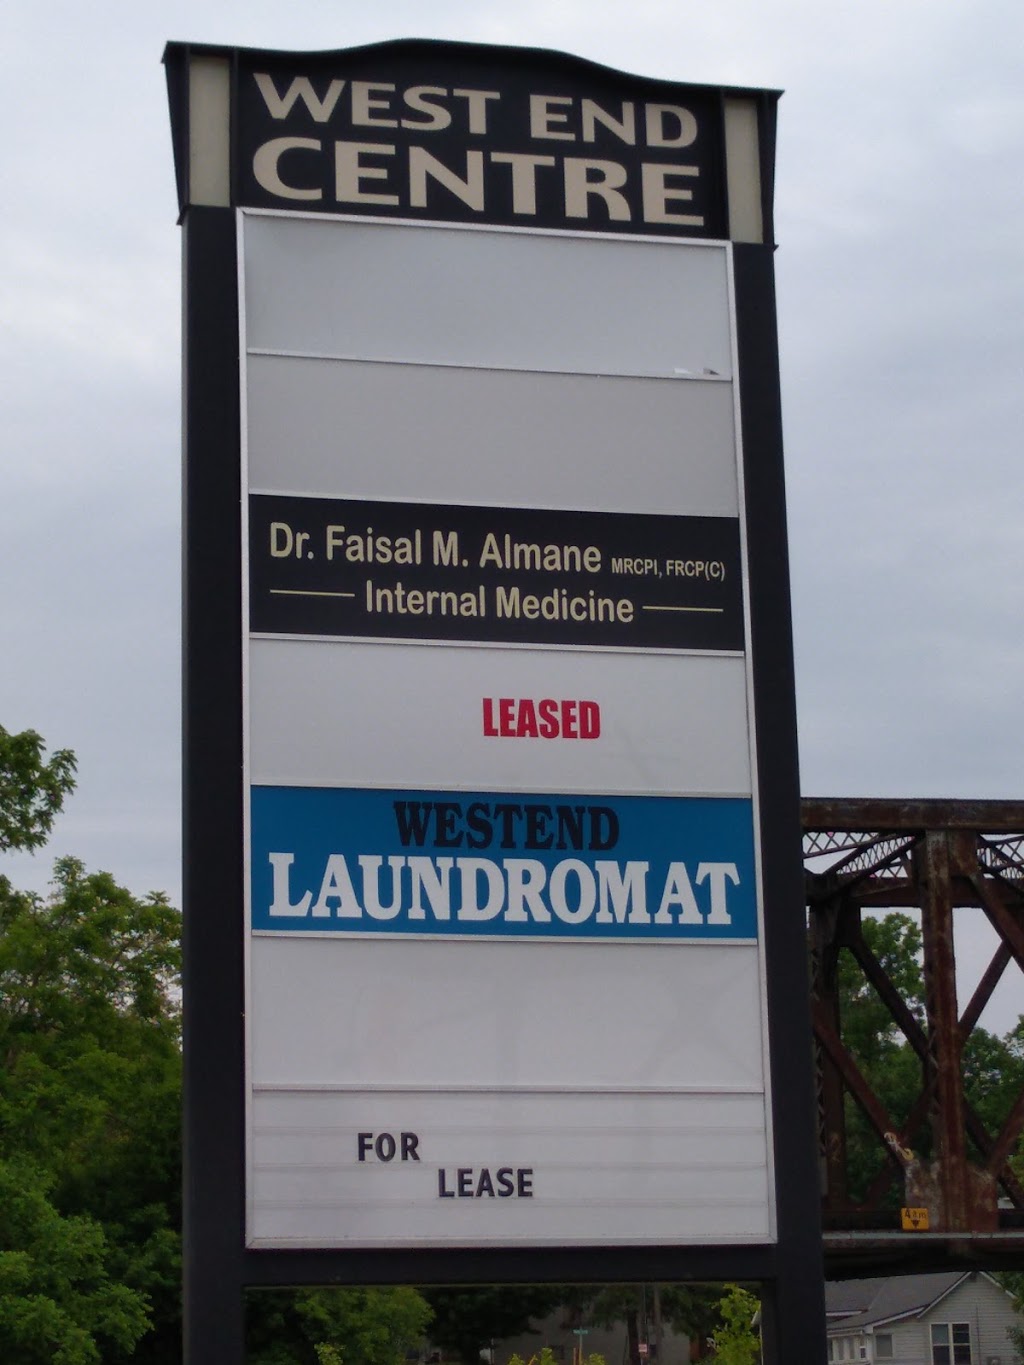 WEST END
CENTRE
Dr. Faisal M. Almane MRCPI, FRCP(C)
Internal Medicine
LEASED
WESTEND
LAUNDROMAT
FOR
LEASE